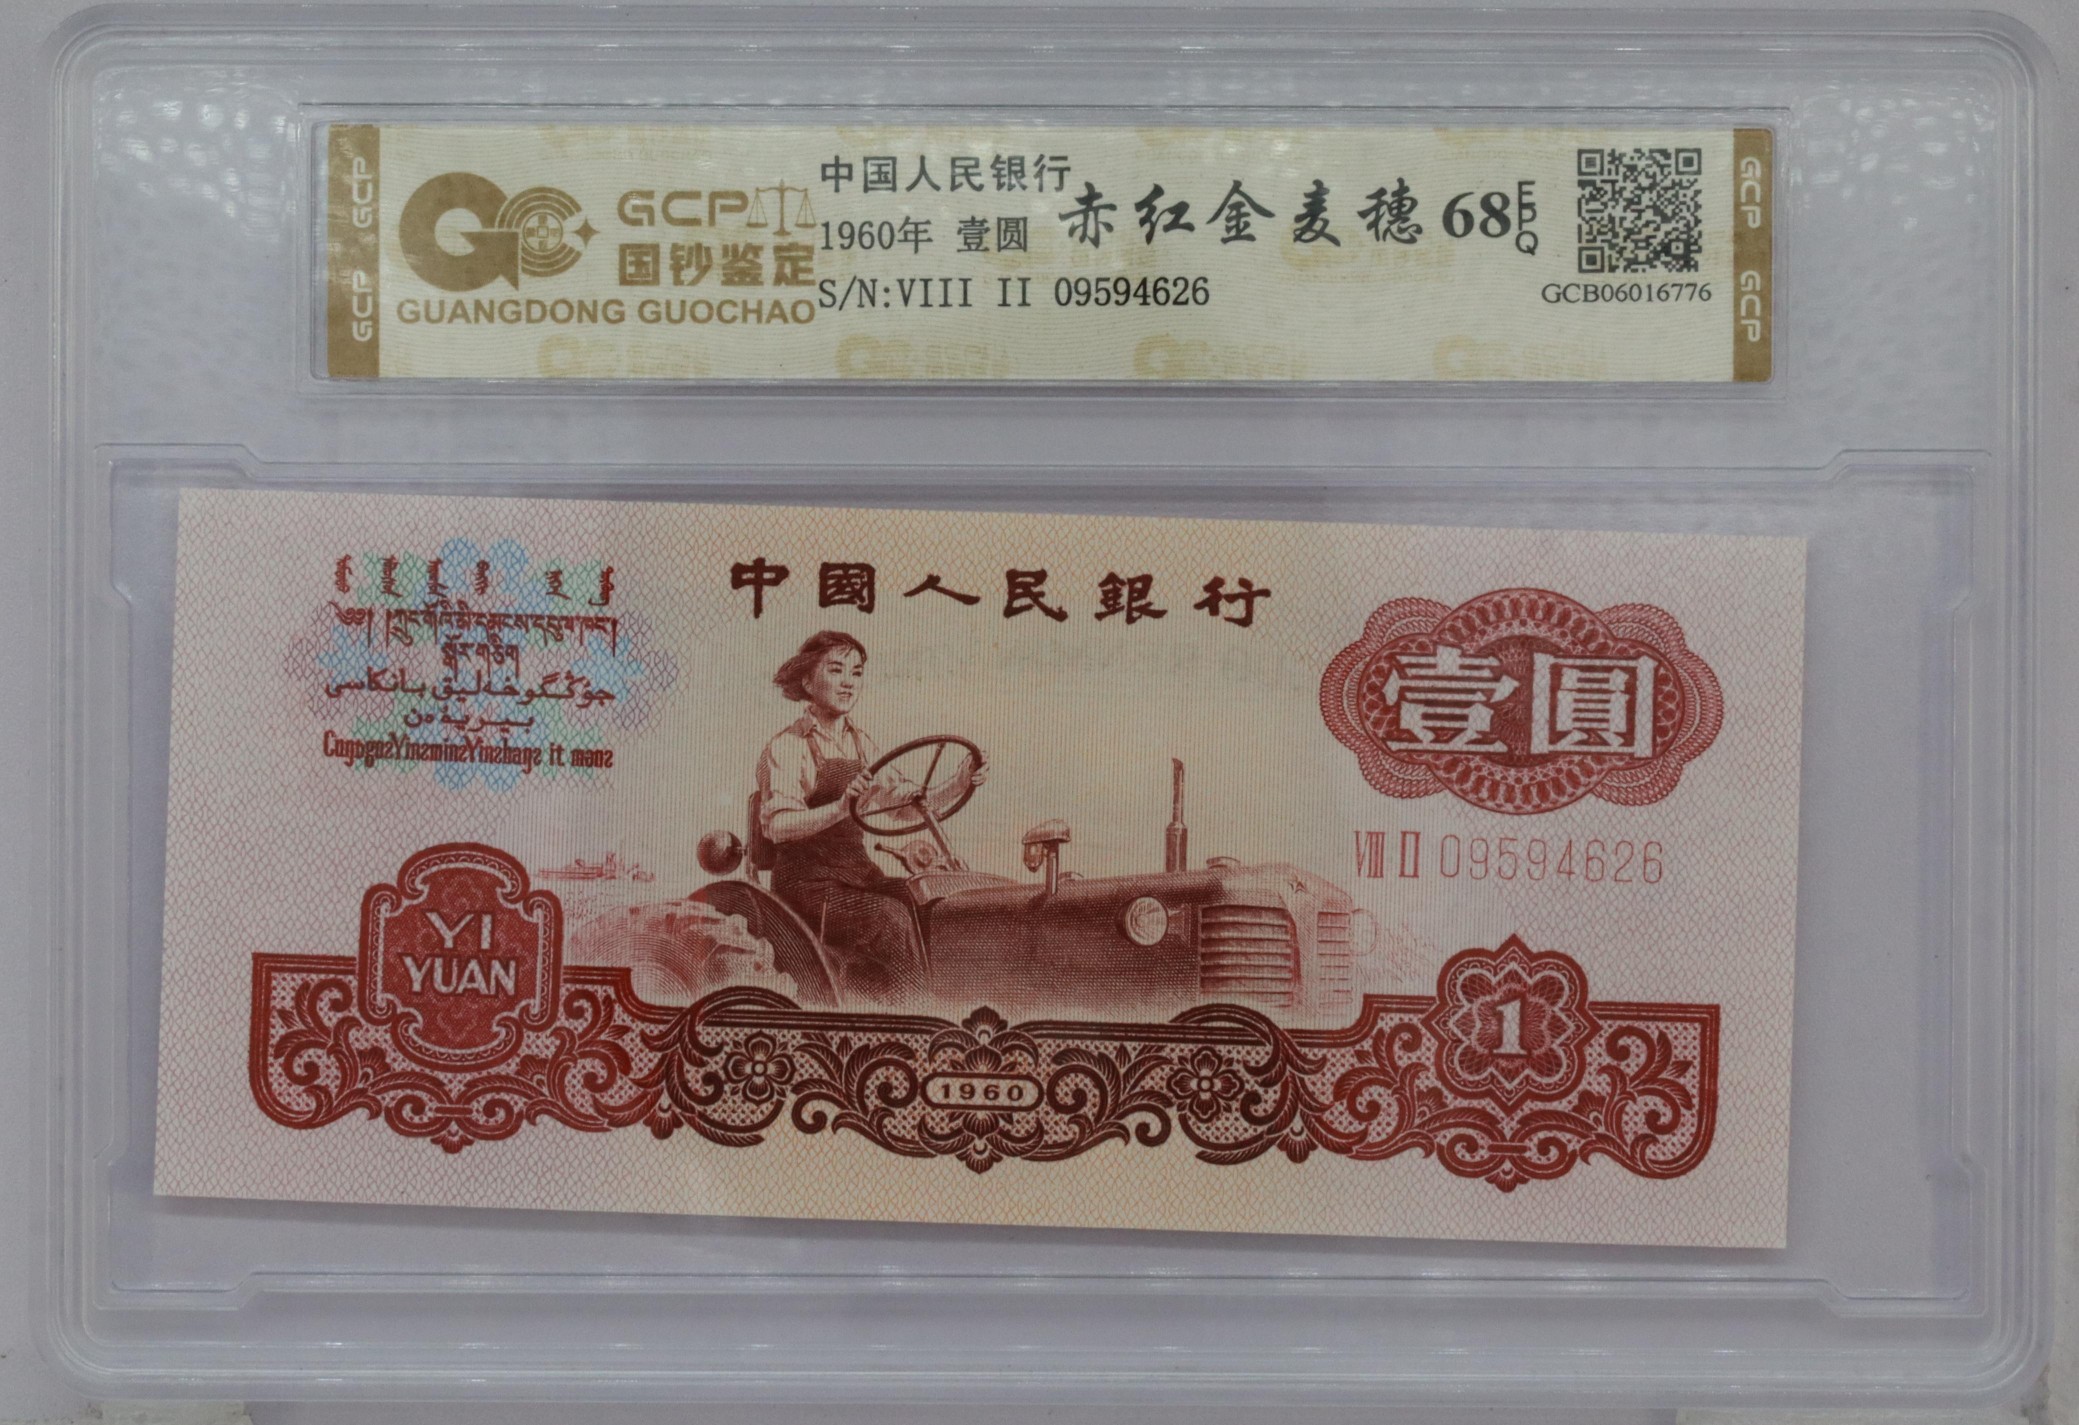 GCP GCP
GCP
国钞鉴定
GUANGDONG GUOCHAO
中国人民银行
1960年 壹圆
S/N:VIII II 09594626
赤红金麦穗 68 EPQ
GCB06016776
GCP GCP
中國人民銀行
壹圓
VIII II 09594626
YI
YUAN
1960
1